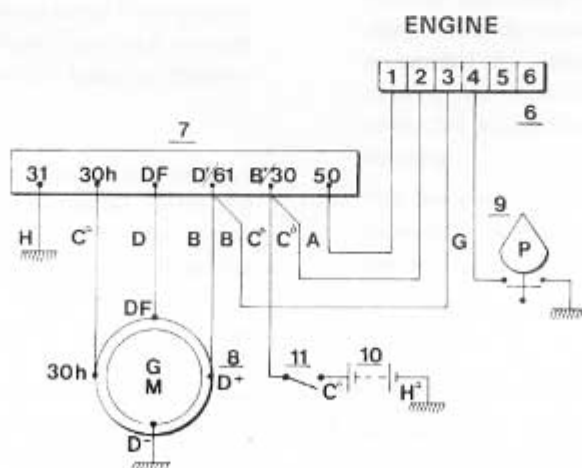 ENGINE
1 2 3 4 5 6
6
7
31 30h DF D+/61 B+/30 50
9
P
H C D B B C C A G
DF
30h
G
M
8
D+
D-
11
10
C
H